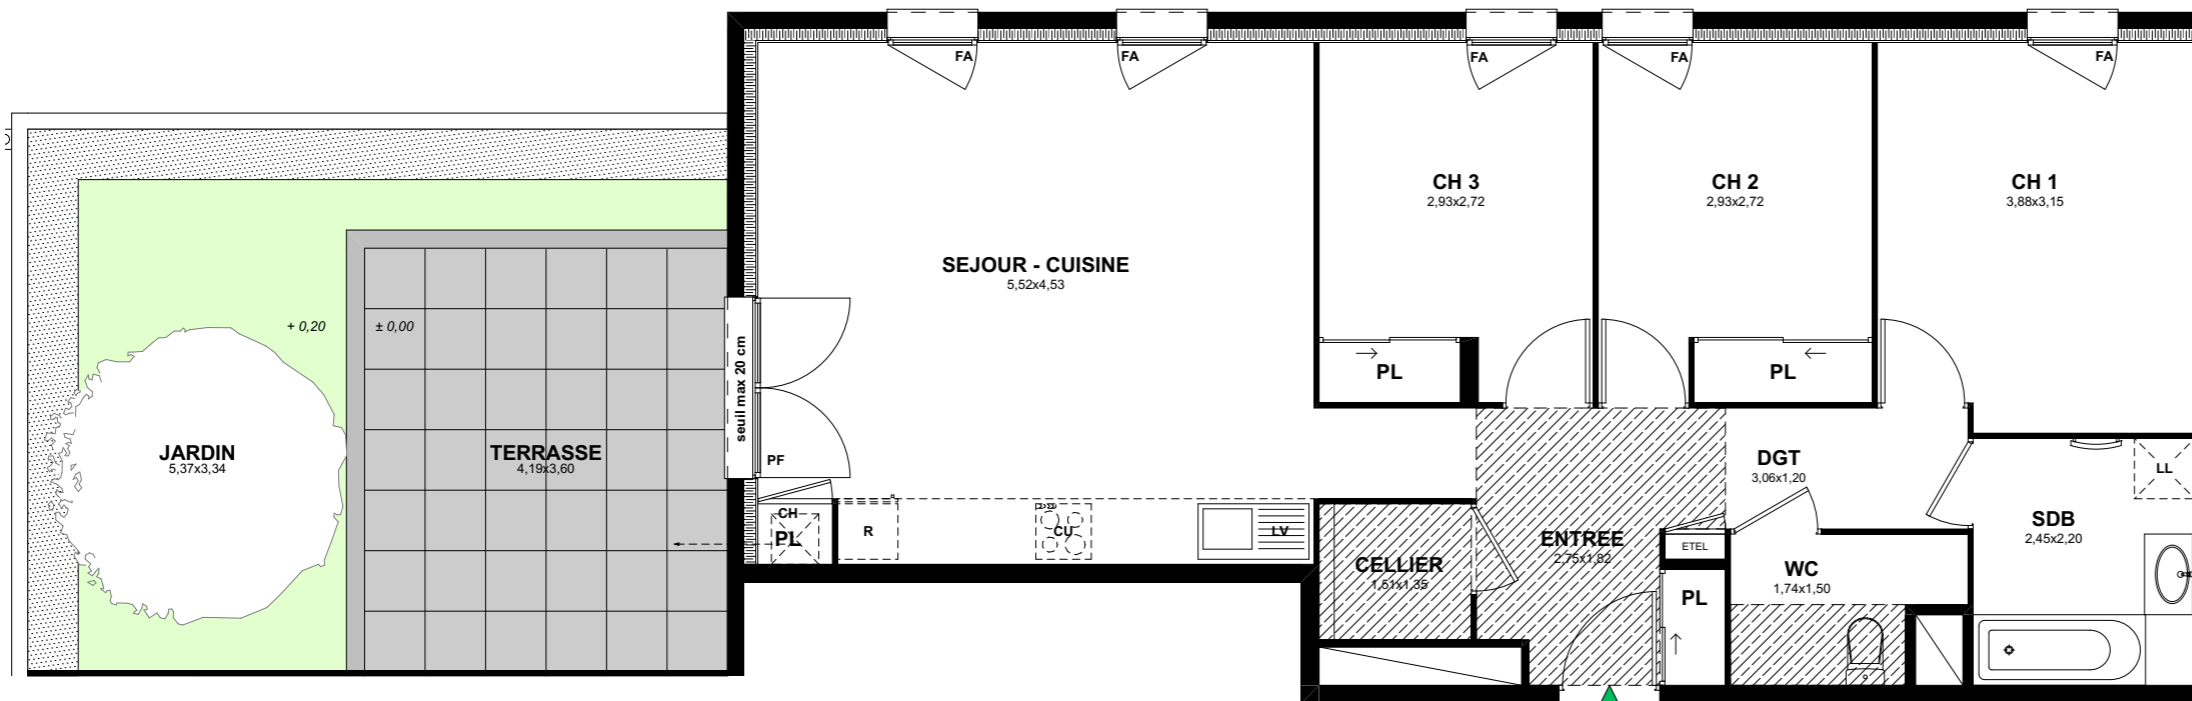 FA
FA
FA
FA
FA
CH 3
2,93x2,72
CH 2
2,93x2,72
CH 1
3,88x3,15
SEJOUR - CUISINE
5,52x4,53
+ 0,20
± 0,00
seuil max 20 cm
PL
PL
JARDIN
5,37x3,34
TERRASSE
4,19x3,60
PF
DGT
3,06x1,20
LL
CH
PL
R
CU
LV
CELLIER
1,51x1,35
ENTREE
2,75x1,82
ETEL
PL
WC
1,74x1,50
SDB
2,45x2,20